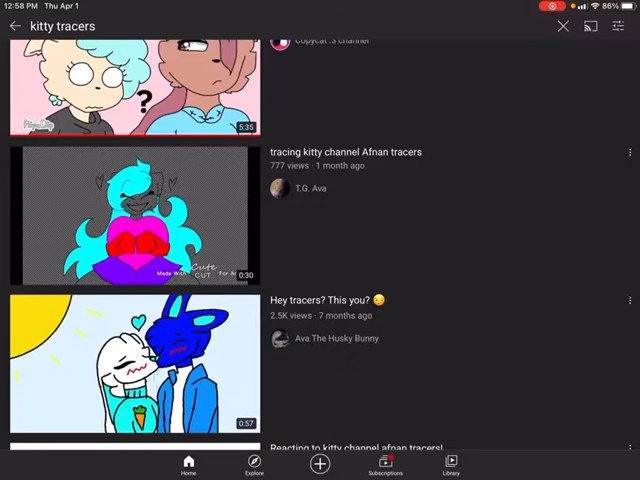 12:58 PM Thu Apr 1
86%
kitty tracers
Copycat :3 channel
?
5:35
tracing kitty channel Afnan tracers
777 views · 1 month ago
T.G. Ava
Made With Cute CUT For
0:30
Hey tracers? This you? 😳
2.5K views · 7 months ago
Ava The Husky Bunny
0:57
Reacting to kitty channel afnan tracers!
Home
Explore
Subscriptions
Library